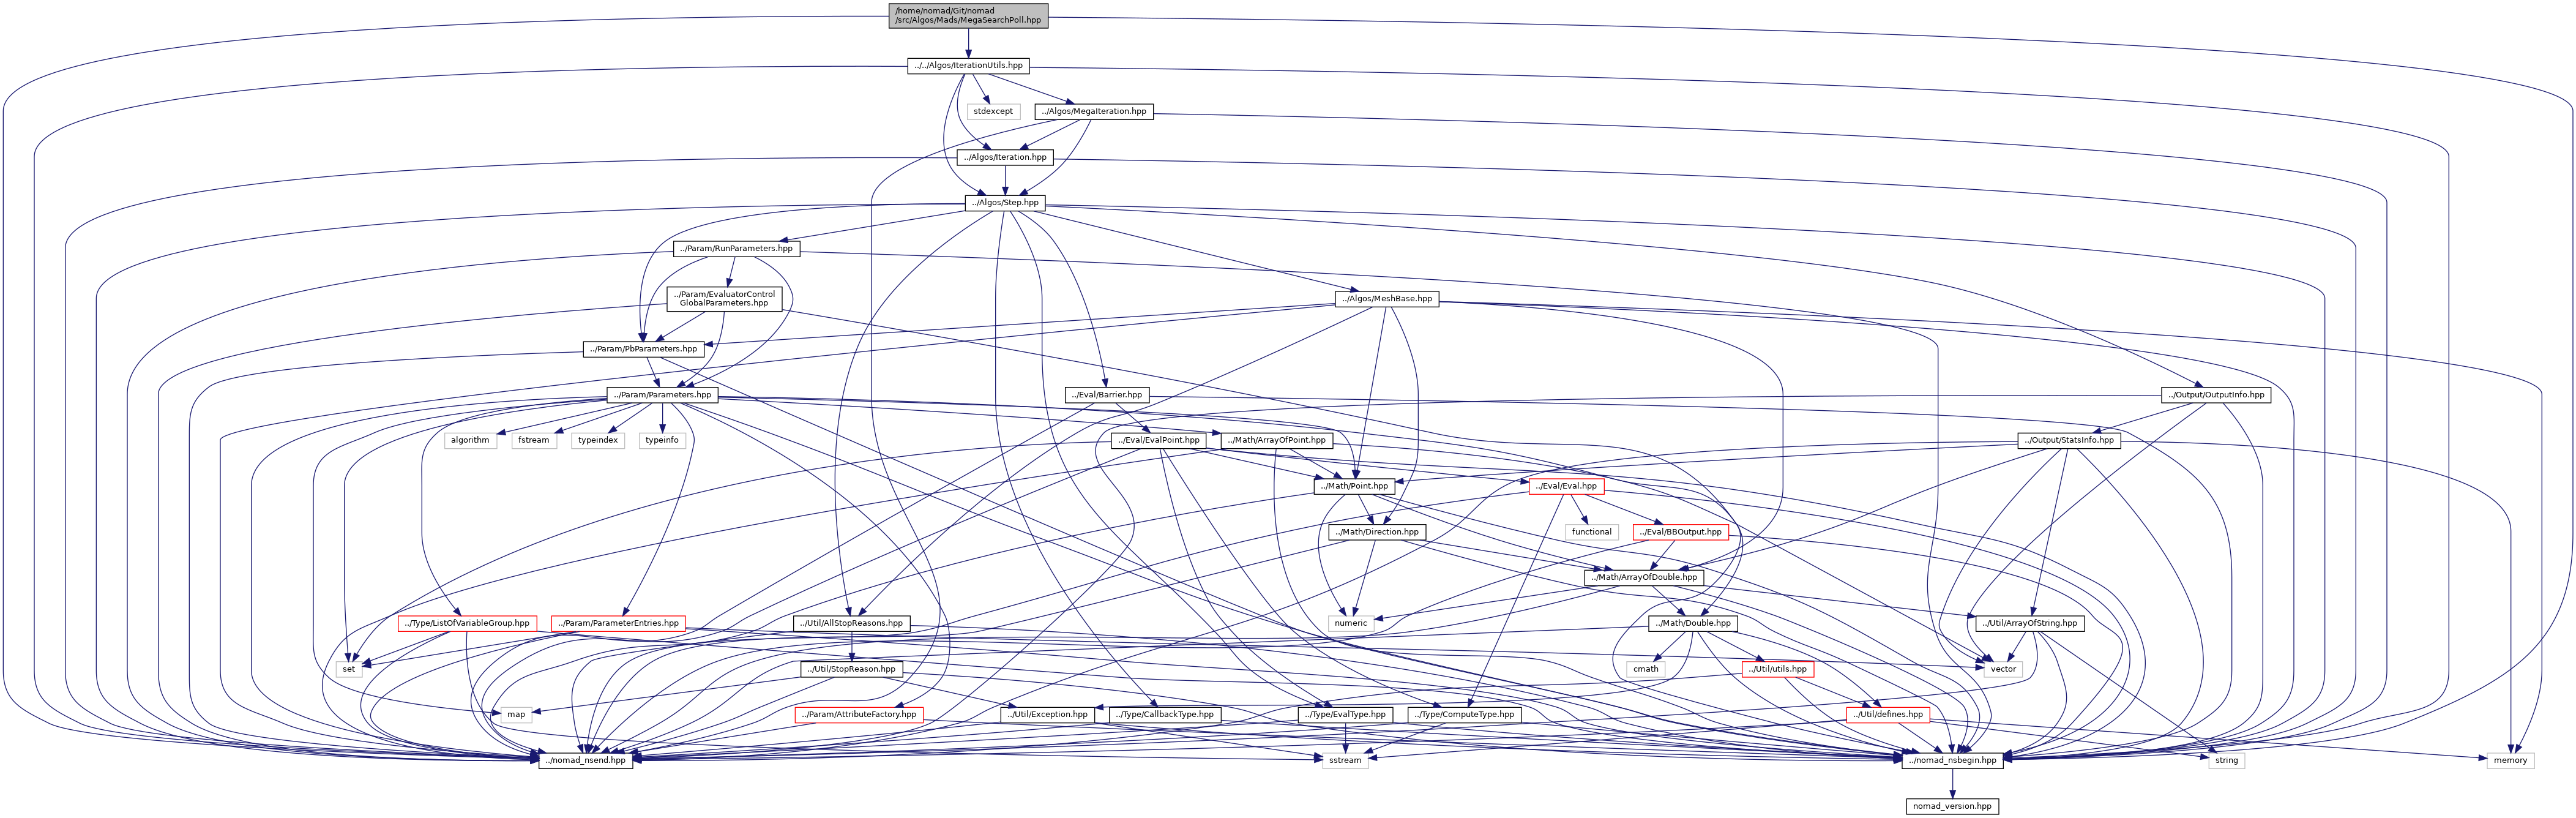 /home/nomad/Git/nomad
/src/Algos/Mads/MegaSearchPoll.hpp
../../Algos/IterationUtils.hpp
stdexcept
../Algos/MegaIteration.hpp
../Algos/Iteration.hpp
../Algos/Step.hpp
../Param/RunParameters.hpp
../Param/EvaluatorControl
GlobalParameters.hpp
../Algos/MeshBase.hpp
../Param/PbParameters.hpp
../Param/Parameters.hpp
../Eval/Barrier.hpp
../Output/OutputInfo.hpp
algorithm
fstream
typeindex
typeinfo
../Eval/EvalPoint.hpp
../Math/ArrayOfPoint.hpp
../Output/StatsInfo.hpp
../Math/Point.hpp
../Eval/Eval.hpp
../Math/Direction.hpp
functional
../Eval/BBOutput.hpp
../Math/ArrayOfDouble.hpp
../Type/ListOfVariableGroup.hpp
../Param/ParameterEntries.hpp
../Util/AllStopReasons.hpp
numeric
../Math/Double.hpp
../Util/ArrayOfString.hpp
set
../Util/StopReason.hpp
cmath
../Util/utils.hpp
vector
map
../Param/AttributeFactory.hpp
../Util/Exception.hpp
../Type/CallbackType.hpp
../Type/EvalType.hpp
../Type/ComputeType.hpp
../Util/defines.hpp
../nomad_nsend.hpp
sstream
../nomad_nsbegin.hpp
string
memory
nomad_version.hpp